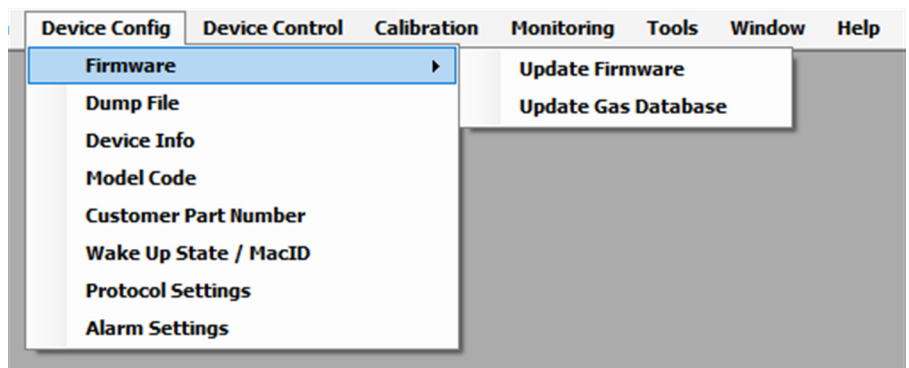 Device Config Device Control Calibration Monitoring Tools Window Help
Firmware
Update Firmware
Update Gas Database
Dump File
Device Info
Model Code
Customer Part Number
Wake Up State / MacID
Protocol Settings
Alarm Settings